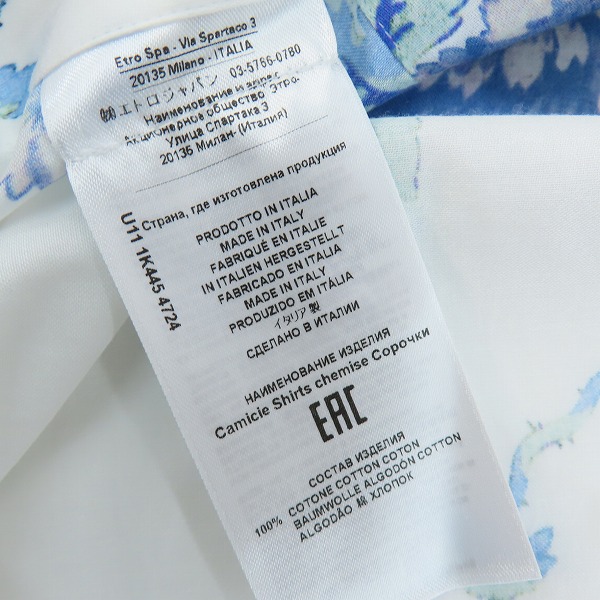 Etro Spa - Via Spartaco 3
20135 Milano - ITALIA
㈱エトロジャパン 03-5766-0780
Наименование и адрес
Акционерное общество Этро-
Улица Спартака 3
20135 Милан (Италия)
Страна, где изготовлена продукция
PRODOTTO IN ITALIA
MADE IN ITALY
FABRIQUÉ EN ITALIE
IN ITALIEN HERGESTELLT
FABRICADO EN ITALIA
MADE IN ITALY
PRODUZIDO EM ITÁLIA
イタリア製
СДЕЛАНО В ИТАЛИИ
U11 1K445 4724
НАИМЕНОВАНИЕ ИЗДЕЛИЯ
Camicie Shirts chemise Сорочки
EAC
СОСТАВ ИЗДЕЛИЯ
100% COTONE COTTON COTON
BAUMWOLLE ALGODÓN COTTON
ALGODÃO 綿 ХЛОПОК